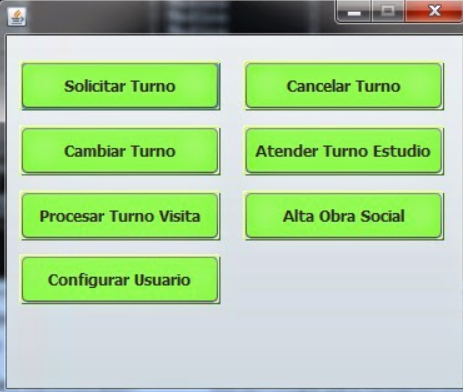 Solicitar Turno
Cancelar Turno
Cambiar Turno
Atender Turno Estudio
Procesar Turno Visita
Alta Obra Social
Configurar Usuario